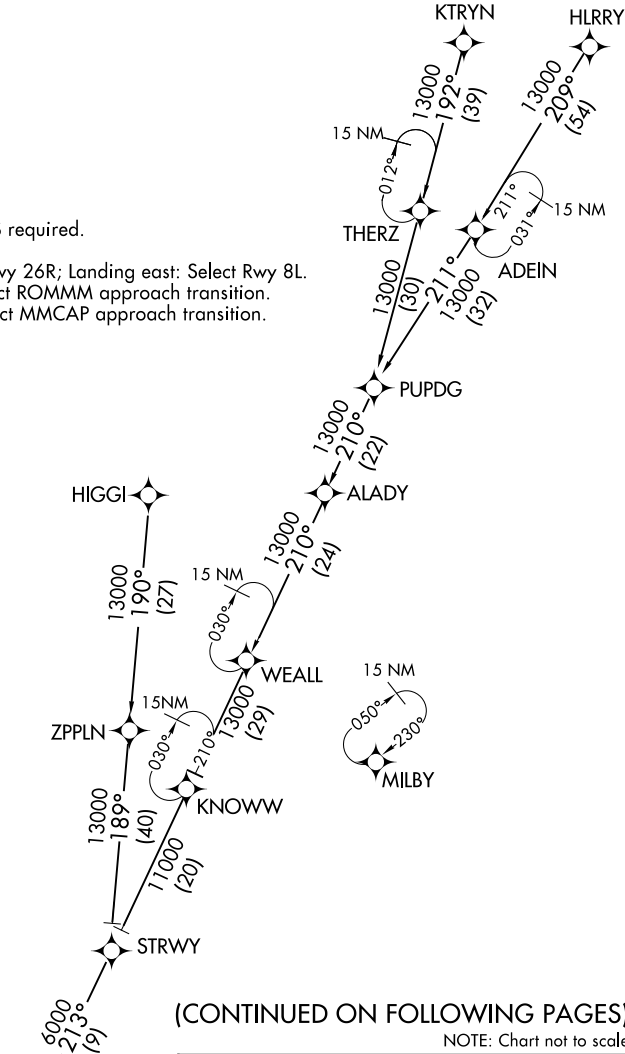 KTRYN
HLRRY
13000
192°
(39)
13000
209°
(54)
15 NM
012°
THERZ
211°
031°
15 NM
ADEIN
required.
wy 26R; Landing east: Select Rwy 8L.
ct ROMMM approach transition.
ct MMCAP approach transition.
13000
(30)
211°
13000
(32)
PUPDG
13000
210°
(22)
ALADY
HIGGI
13000
210°
(24)
13000
190°
(27)
15 NM
030°
WEALL
15 NM
050°
230°
MILBY
ZPPLN
15NM
030°
210°
13000
(29)
KNOWW
13000
189°
(40)
11000
(20)
STRWY
6000
213°
(9)
(CONTINUED ON FOLLOWING PAGES)
NOTE: Chart not to scale